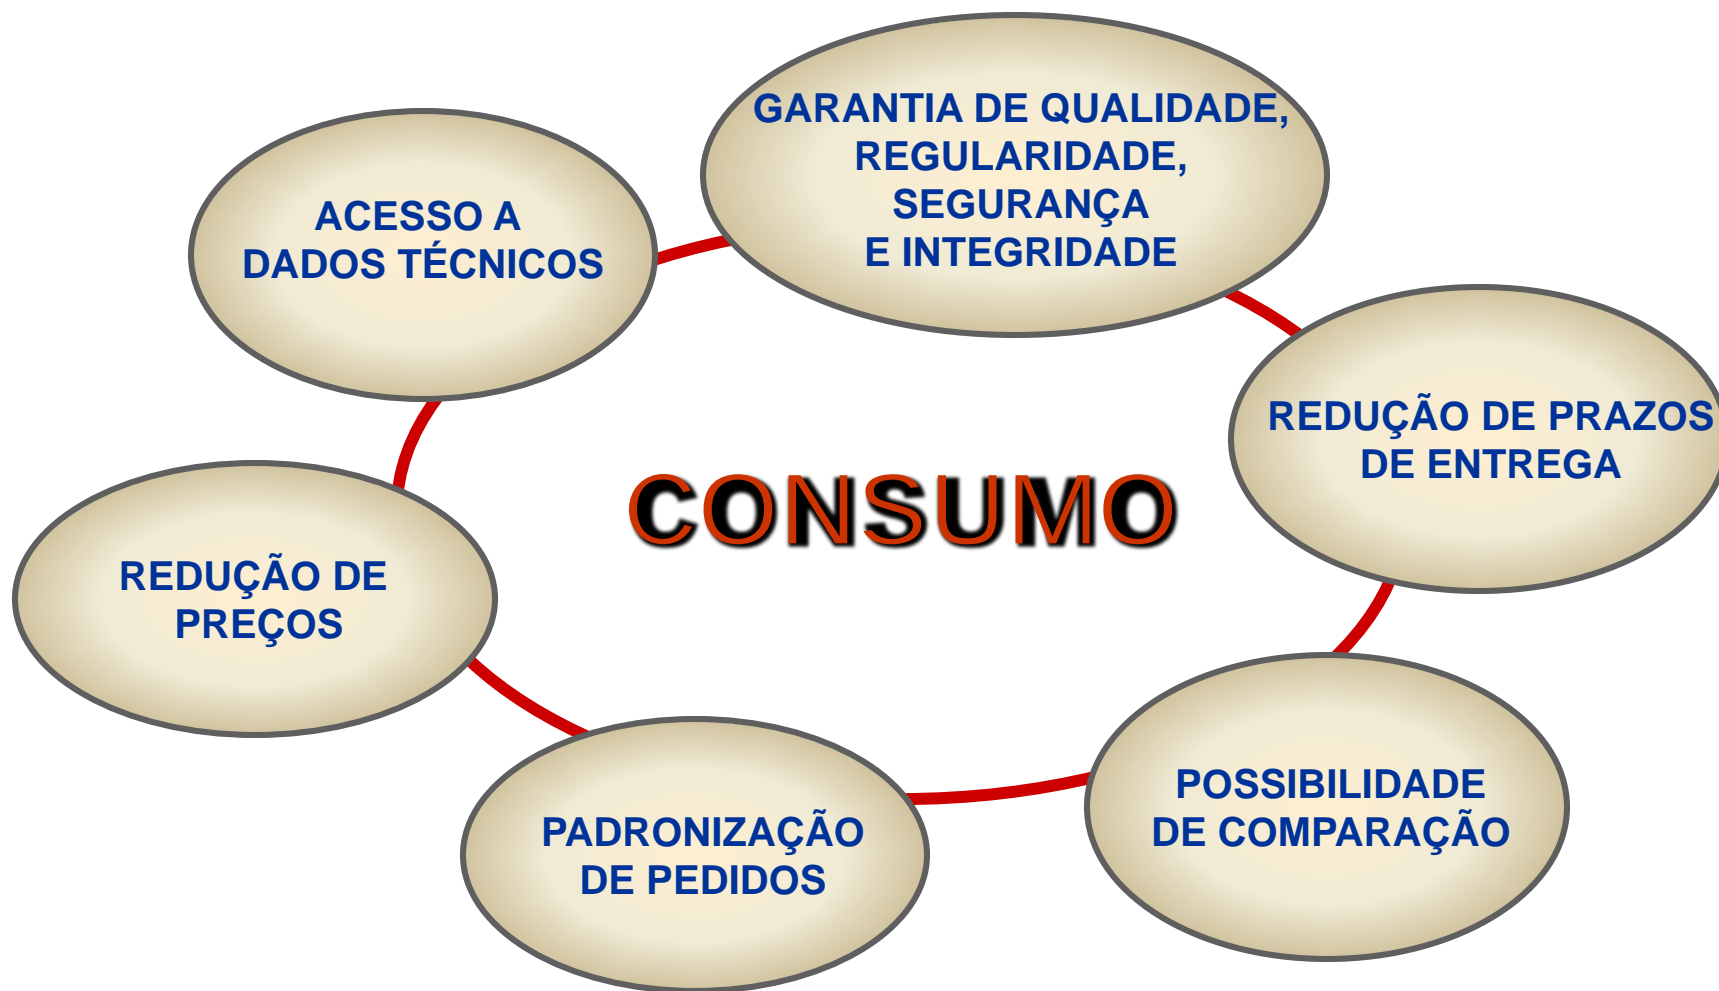 GARANTIA DE QUALIDADE,
REGULARIDADE,
SEGURANÇA
E INTEGRIDADE
ACESSO A
DADOS TÉCNICOS
REDUÇÃO DE PRAZOS
DE ENTREGA
CONSUMO
REDUÇÃO DE
PREÇOS
POSSIBILIDADE
DE COMPARAÇÃO
PADRONIZAÇÃO
DE PEDIDOS